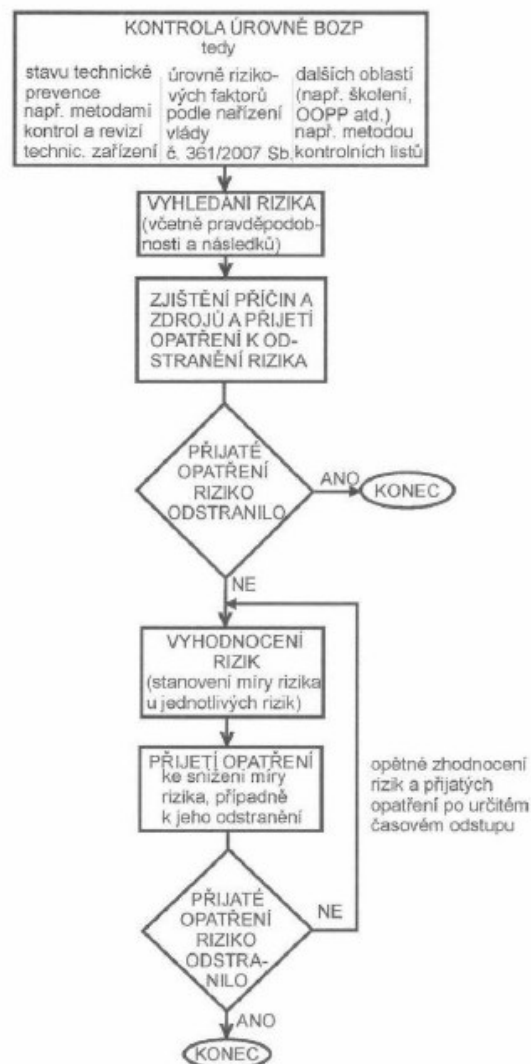 KONTROLA ÚROVNĚ BOZP
tedy
stavu technické
prevence
např. metodami
kontrol a revizí
technic. zařízení
úrovně riziko-
vých faktorů
podle nařízení
vlády
č. 361/2007 Sb.
dalších oblastí
(např. školení,
OOPP atd.)
např. metodou
kontrolních listů
VYHLEDÁNÍ RIZIKA
(včetně pravděpodob-
nosti a následků)
ZJIŠTĚNÍ PŘÍČIN A
ZDROJŮ A PŘIJETÍ
OPATŘENÍ K OD-
STRANĚNÍ RIZIKA
PŘIJATÉ
OPATŘENÍ
RIZIKO
ODSTRANILO
ANO
KONEC
NE
VYHODNOCENÍ
RIZIK
(stanovení míry rizika
u jednotlivých rizik)
PŘIJETÍ OPATŘENÍ
ke snížení míry
rizika, případně
k jeho odstranění
opětné zhodnocení
rizik a přijatých
opatření po určitém
časovém odstupu
PŘIJATÉ
OPATŘENÍ
RIZIKO
ODSTRA-
NILO
NE
ANO
KONEC